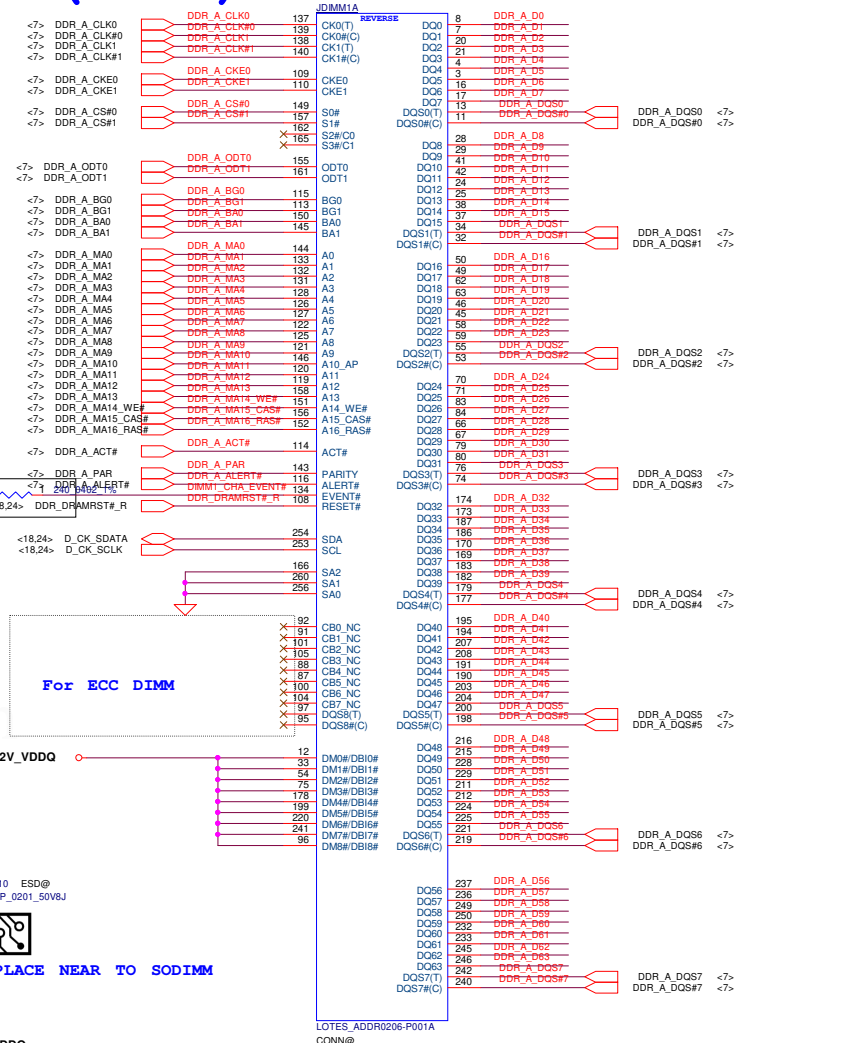 JDIMM1A
REVERSE
<7> DDR_A_CLK0 DDR_A_CLK0 137 CK0(T)
<7> DDR_A_CLK#0 DDR_A_CLK#0 139 CK0#(C)
<7> DDR_A_CLK1 DDR_A_CLK1 138 CK1(T)
<7> DDR_A_CLK#1 DDR_A_CLK#1 140 CK1#(C)
<7> DDR_A_CKE0 DDR_A_CKE0 109 CKE0
<7> DDR_A_CKE1 DDR_A_CKE1 110 CKE1
<7> DDR_A_CS#0 DDR_A_CS#0 149 S0#
<7> DDR_A_CS#1 DDR_A_CS#1 157 S1#
162 S2#/C0
165 S3#/C1
<7> DDR_A_ODT0 DDR_A_ODT0 155 ODT0
<7> DDR_A_ODT1 DDR_A_ODT1 161 ODT1
<7> DDR_A_BG0 DDR_A_BG0 115 BG0
<7> DDR_A_BG1 DDR_A_BG1 113 BG1
<7> DDR_A_BA0 DDR_A_BA0 150 BA0
<7> DDR_A_BA1 DDR_A_BA1 145 BA1
<7> DDR_A_MA0 DDR_A_MA0 144 A0
<7> DDR_A_MA1 DDR_A_MA1 133 A1
<7> DDR_A_MA2 DDR_A_MA2 132 A2
<7> DDR_A_MA3 DDR_A_MA3 131 A3
<7> DDR_A_MA4 DDR_A_MA4 128 A4
<7> DDR_A_MA5 DDR_A_MA5 126 A5
<7> DDR_A_MA6 DDR_A_MA6 127 A6
<7> DDR_A_MA7 DDR_A_MA7 122 A7
<7> DDR_A_MA8 DDR_A_MA8 125 A8
<7> DDR_A_MA9 DDR_A_MA9 121 A9
<7> DDR_A_MA10 DDR_A_MA10 146 A10_AP
<7> DDR_A_MA11 DDR_A_MA11 120 A11
<7> DDR_A_MA12 DDR_A_MA12 119 A12
<7> DDR_A_MA13 DDR_A_MA13 158 A13
<7> DDR_A_MA14_WE# DDR_A_MA14_WE# 151 A14_WE#
<7> DDR_A_MA15_CAS# DDR_A_MA15_CAS# 156 A15_CAS#
<7> DDR_A_MA16_RAS# DDR_A_MA16_RAS# 152 A16_RAS#
<7> DDR_A_ACT# DDR_A_ACT# 114 ACT#
<7> DDR_A_PAR DDR_A_PAR 143 PARITY
<7> DDR_A_ALERT# DDR_A_ALERT# 116 ALERT#
1 240_0402_1% DIMM1_CHA_EVENT# 134 EVENT#
8,24> DDR_DRAMRST#_R DDR_DRAMRST#_R 108 RESET#
<18,24> D_CK_SDATA 254 SDA
<18,24> D_CK_SCLK 253 SCL
166 SA2
260 SA1
256 SA0
92 CB0_NC
91 CB1_NC
101 CB2_NC
105 CB3_NC
88 CB4_NC
87 CB5_NC
100 CB6_NC
104 CB7_NC
97 DQS8(T)
95 DQS8#(C)
For ECC DIMM
2V_VDDQ
12 DM0#/DBI0#
33 DM1#/DBI1#
54 DM2#/DBI2#
75 DM3#/DBI3#
178 DM4#/DBI4#
199 DM5#/DBI5#
220 DM6#/DBI6#
241 DM7#/DBI7#
96 DM8#/DBI8#
DQ0 8 DDR_A_D0
DQ1 7 DDR_A_D1
DQ2 20 DDR_A_D2
DQ3 21 DDR_A_D3
DQ4 4 DDR_A_D4
DQ5 3 DDR_A_D5
DQ6 16 DDR_A_D6
DQ7 17 DDR_A_D7
DQS0(T) 13 DDR_A_DQS0 DDR_A_DQS0 <7>
DQS0#(C) 11 DDR_A_DQS#0 DDR_A_DQS#0 <7>
DQ8 28 DDR_A_D8
DQ9 29 DDR_A_D9
DQ10 41 DDR_A_D10
DQ11 42 DDR_A_D11
DQ12 24 DDR_A_D12
DQ13 25 DDR_A_D13
DQ14 38 DDR_A_D14
DQ15 37 DDR_A_D15
DQS1(T) 34 DDR_A_DQS1 DDR_A_DQS1 <7>
DQS1#(C) 32 DDR_A_DQS#1 DDR_A_DQS#1 <7>
DQ16 50 DDR_A_D16
DQ17 49 DDR_A_D17
DQ18 62 DDR_A_D18
DQ19 63 DDR_A_D19
DQ20 46 DDR_A_D20
DQ21 45 DDR_A_D21
DQ22 58 DDR_A_D22
DQ23 59 DDR_A_D23
DQS2(T) 55 DDR_A_DQS2 DDR_A_DQS2 <7>
DQS2#(C) 53 DDR_A_DQS#2 DDR_A_DQS#2 <7>
DQ24 70 DDR_A_D24
DQ25 71 DDR_A_D25
DQ26 83 DDR_A_D26
DQ27 84 DDR_A_D27
DQ28 66 DDR_A_D28
DQ29 67 DDR_A_D29
DQ30 79 DDR_A_D30
DQ31 80 DDR_A_D31
DQS3(T) 76 DDR_A_DQS3 DDR_A_DQS3 <7>
DQS3#(C) 74 DDR_A_DQS#3 DDR_A_DQS#3 <7>
DQ32 174 DDR_A_D32
DQ33 173 DDR_A_D33
DQ34 187 DDR_A_D34
DQ35 186 DDR_A_D35
DQ36 170 DDR_A_D36
DQ37 169 DDR_A_D37
DQ38 183 DDR_A_D38
DQ39 182 DDR_A_D39
DQS4(T) 179 DDR_A_DQS4 DDR_A_DQS4 <7>
DQS4#(C) 177 DDR_A_DQS#4 DDR_A_DQS#4 <7>
DQ40 195 DDR_A_D40
DQ41 194 DDR_A_D41
DQ42 207 DDR_A_D42
DQ43 208 DDR_A_D43
DQ44 191 DDR_A_D44
DQ45 190 DDR_A_D45
DQ46 203 DDR_A_D46
DQ47 204 DDR_A_D47
DQS5(T) 200 DDR_A_DQS5 DDR_A_DQS5 <7>
DQS5#(C) 198 DDR_A_DQS#5 DDR_A_DQS#5 <7>
DQ48 216 DDR_A_D48
DQ49 215 DDR_A_D49
DQ50 228 DDR_A_D50
DQ51 229 DDR_A_D51
DQ52 211 DDR_A_D52
DQ53 212 DDR_A_D53
DQ54 224 DDR_A_D54
DQ55 225 DDR_A_D55
DQS6(T) 221 DDR_A_DQS6 DDR_A_DQS6 <7>
DQS6#(C) 219 DDR_A_DQS#6 DDR_A_DQS#6 <7>
DQ56 237 DDR_A_D56
DQ57 236 DDR_A_D57
DQ58 249 DDR_A_D58
DQ59 250 DDR_A_D59
DQ60 232 DDR_A_D60
DQ61 233 DDR_A_D61
DQ62 245 DDR_A_D62
DQ63 246 DDR_A_D63
DQS7(T) 242 DDR_A_DQS7 DDR_A_DQS7 <7>
DQS7#(C) 240 DDR_A_DQS#7 DDR_A_DQS#7 <7>
10 ESD@
P_0201_50V8J
PLACE NEAR TO SODIMM
LOTES_ADDR0206-P001A
CONN@